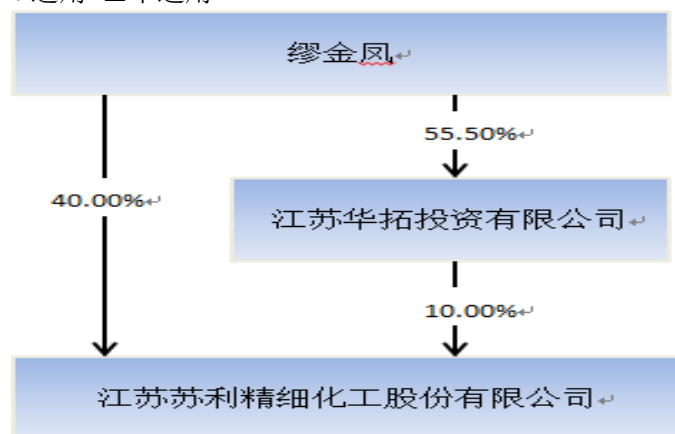 缪金凤
55.50%
40.00%
江苏华拓投资有限公司
10.00%
江苏苏利精细化工股份有限公司